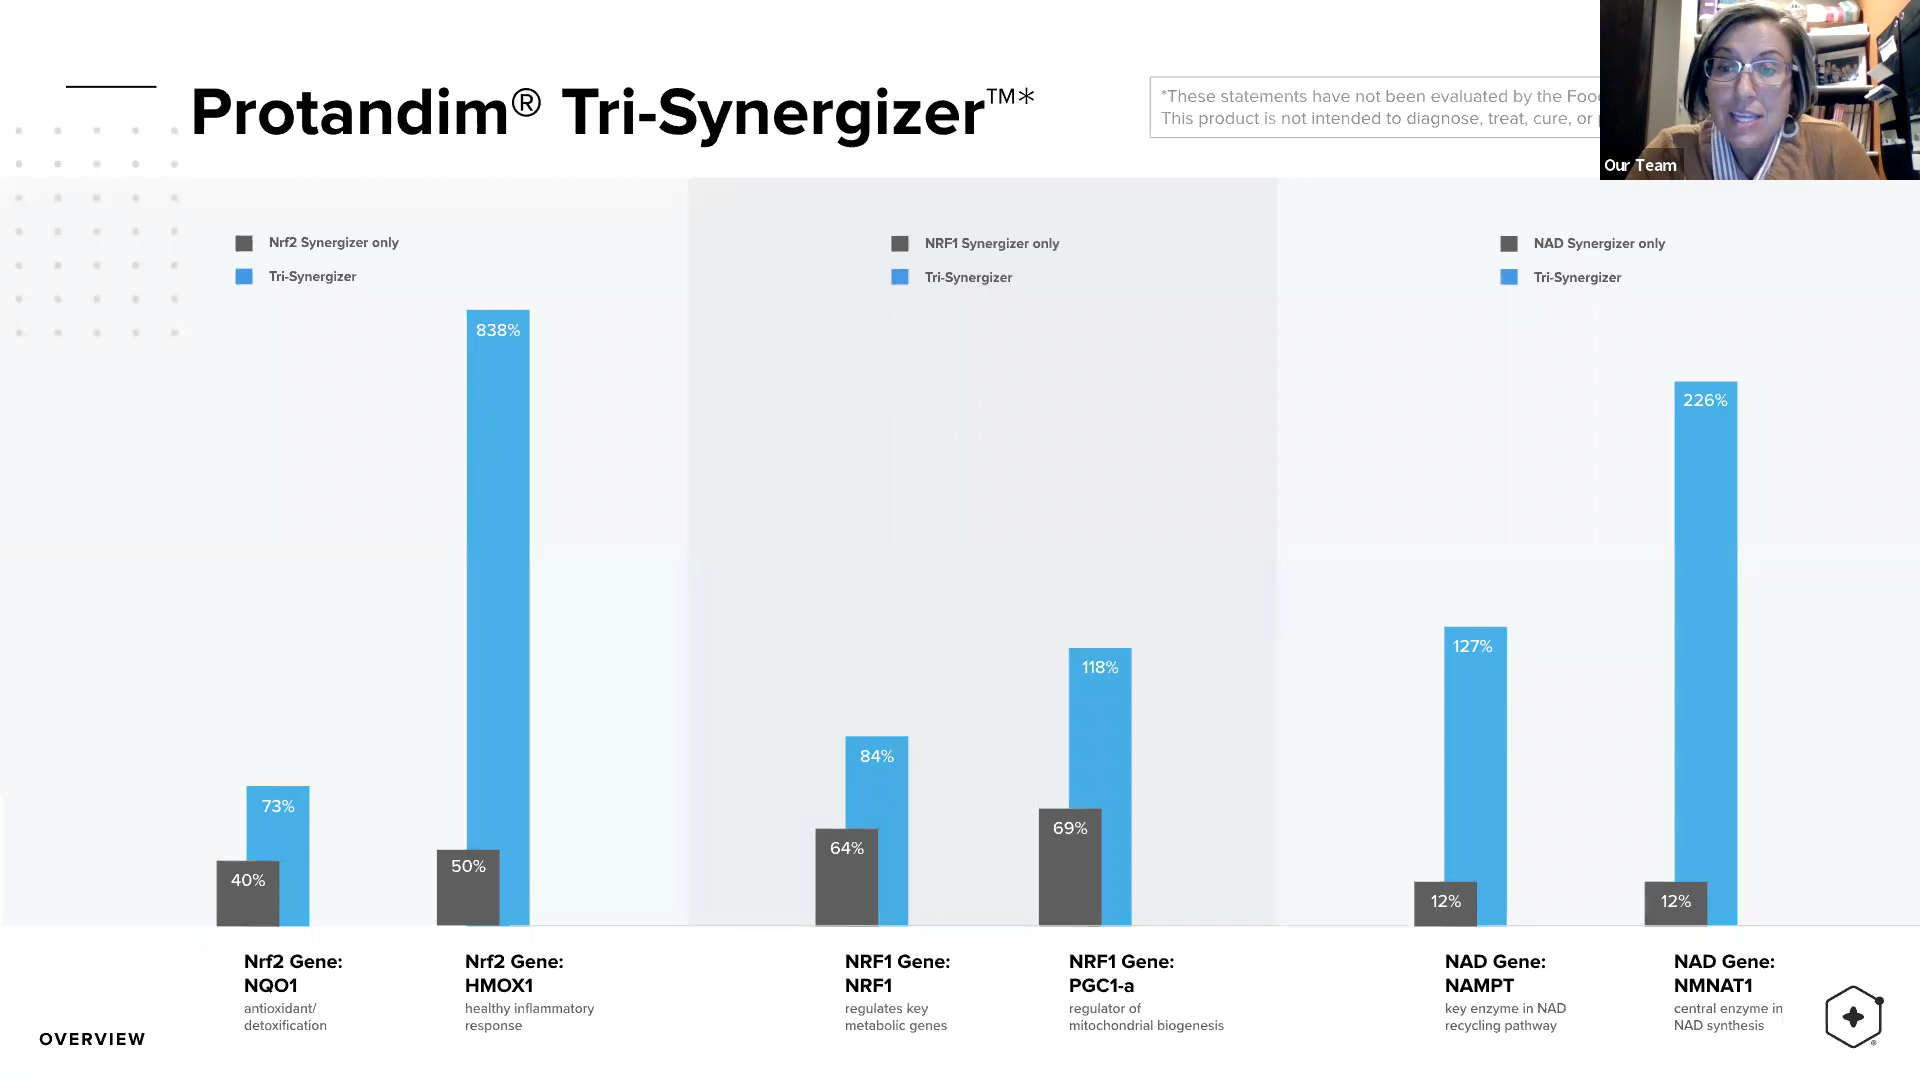 Protandim® Tri-Synergizer™*
*These statements have not been evaluated by the
This product is not intended to diagnose, treat, cure, or
Our Team
Nrf2 Synergizer only
Tri-Synergizer
NRF1 Synergizer only
Tri-Synergizer
NAD Synergizer only
Tri-Synergizer
838%
226%
127%
118%
84%
73%
69%
64%
50%
40%
12%
12%
Nrf2 Gene:
NQO1
antioxidant/
detoxification
Nrf2 Gene:
HMOX1
healthy inflammatory
response
NRF1 Gene:
NRF1
regulates key
metabolic genes
NRF1 Gene:
PGC1-a
regulator of
mitochondrial biogenesis
NAD Gene:
NAMPT
key enzyme in NAD
recycling pathway
NAD Gene:
NMNAT1
central enzyme in
NAD synthesis
OVERVIEW